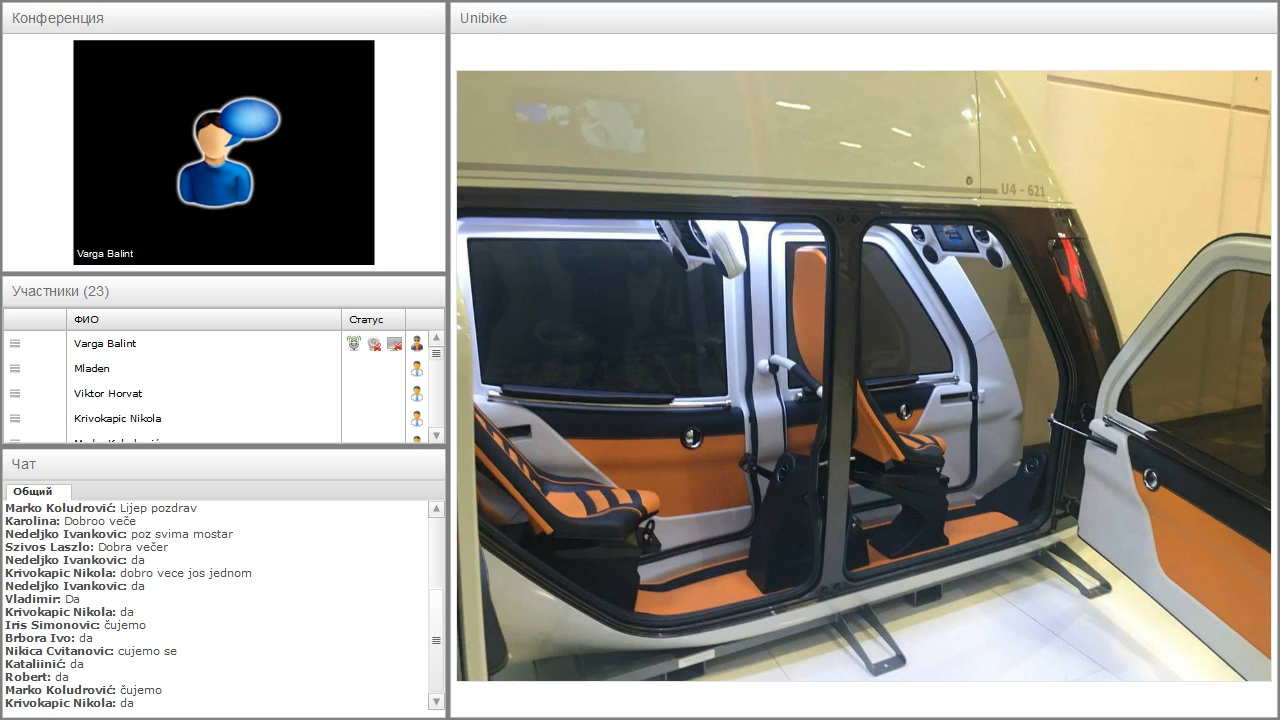 Конференция
Varga Balint
Участники (23)
ФИО
Статус
Varga Balint
Mladen
Viktor Horvat
Krivokapic Nikola
Чат
Общий
Marko Koludrović: Lijep pozdrav
Karolina: Dobroo veče
Nedeljko Ivankovic: poz svima mostar
Szivos Laszlo: Dobra večer
Nedeljko Ivankovic: da
Krivokapic Nikola: dobro vece jos jednom
Nedeljko Ivankovic: da
Vladimir: Da
Krivokapic Nikola: da
Iris Simonovic: čujemo
Brbora Ivo: da
Nikica Cvitanovic: cujemo se
Kataliinić: da
Robert: da
Marko Koludrović: čujemo
Krivokapic Nikola: da
Unibike
U4 - 621